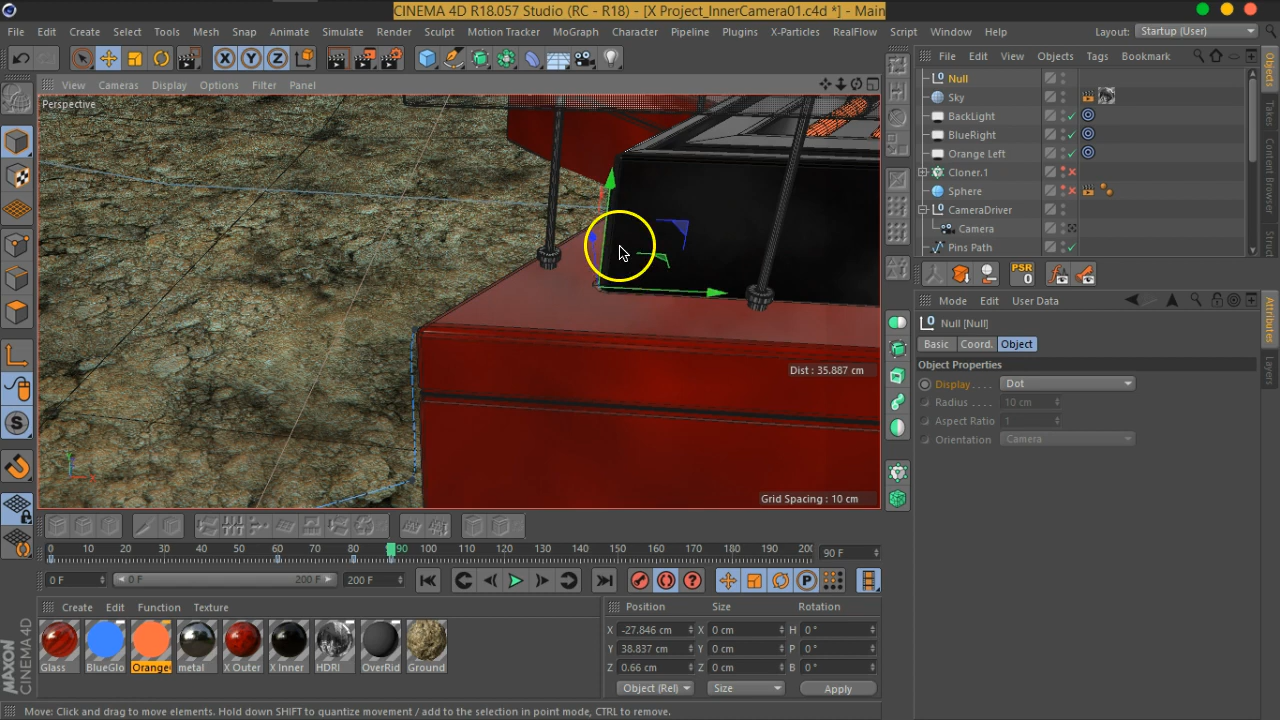 CINEMA 4D R18.057 Studio (RC - R18) - [X Project_InnerCamera01.c4d *] - Main
File Edit Create Select Tools Mesh Snap Animate Simulate Render Sculpt Motion Tracker MoGraph Character Pipeline Plugins X-Particles RealFlow Script Window Help Layout: Startup (User)
View Cameras Display Options Filter Panel
Perspective
Dist : 35.887 cm
Grid Spacing : 10 cm
File Edit View Objects Tags Bookmark
Null
Sky
BackLight
BlueRight
Orange Left
Cloner.1
Sphere
CameraDriver
Camera
Pins Path
Objects
Takes
Content Browser
Struct
PSR
0
Mode Edit User Data
Null [Null]
Basic Coord. Object
Object Properties
Display . . . . Dot
Radius . . . . 10 cm
Aspect Ratio 1
Orientation Camera
Attributes
Layers
0 10 20 30 40 50 60 70 80 90 100 110 120 130 140 150 160 170 180 190 200
90 F
0 F 0 F 200 F 200 F
Create Edit Function Texture
Glass BlueGlo Orange metal X Outer X Inner HDRI OverRid Ground
Position Size Rotation
X -27.846 cm X 0 cm H 0 °
Y 38.837 cm Y 0 cm P 0 °
Z 0.66 cm Z 0 cm B 0 °
Object (Rel) Size Apply
MAXON
CINEMA 4D
Move: Click and drag to move elements. Hold down SHIFT to quantize movement / add to the selection in point mode, CTRL to remove.